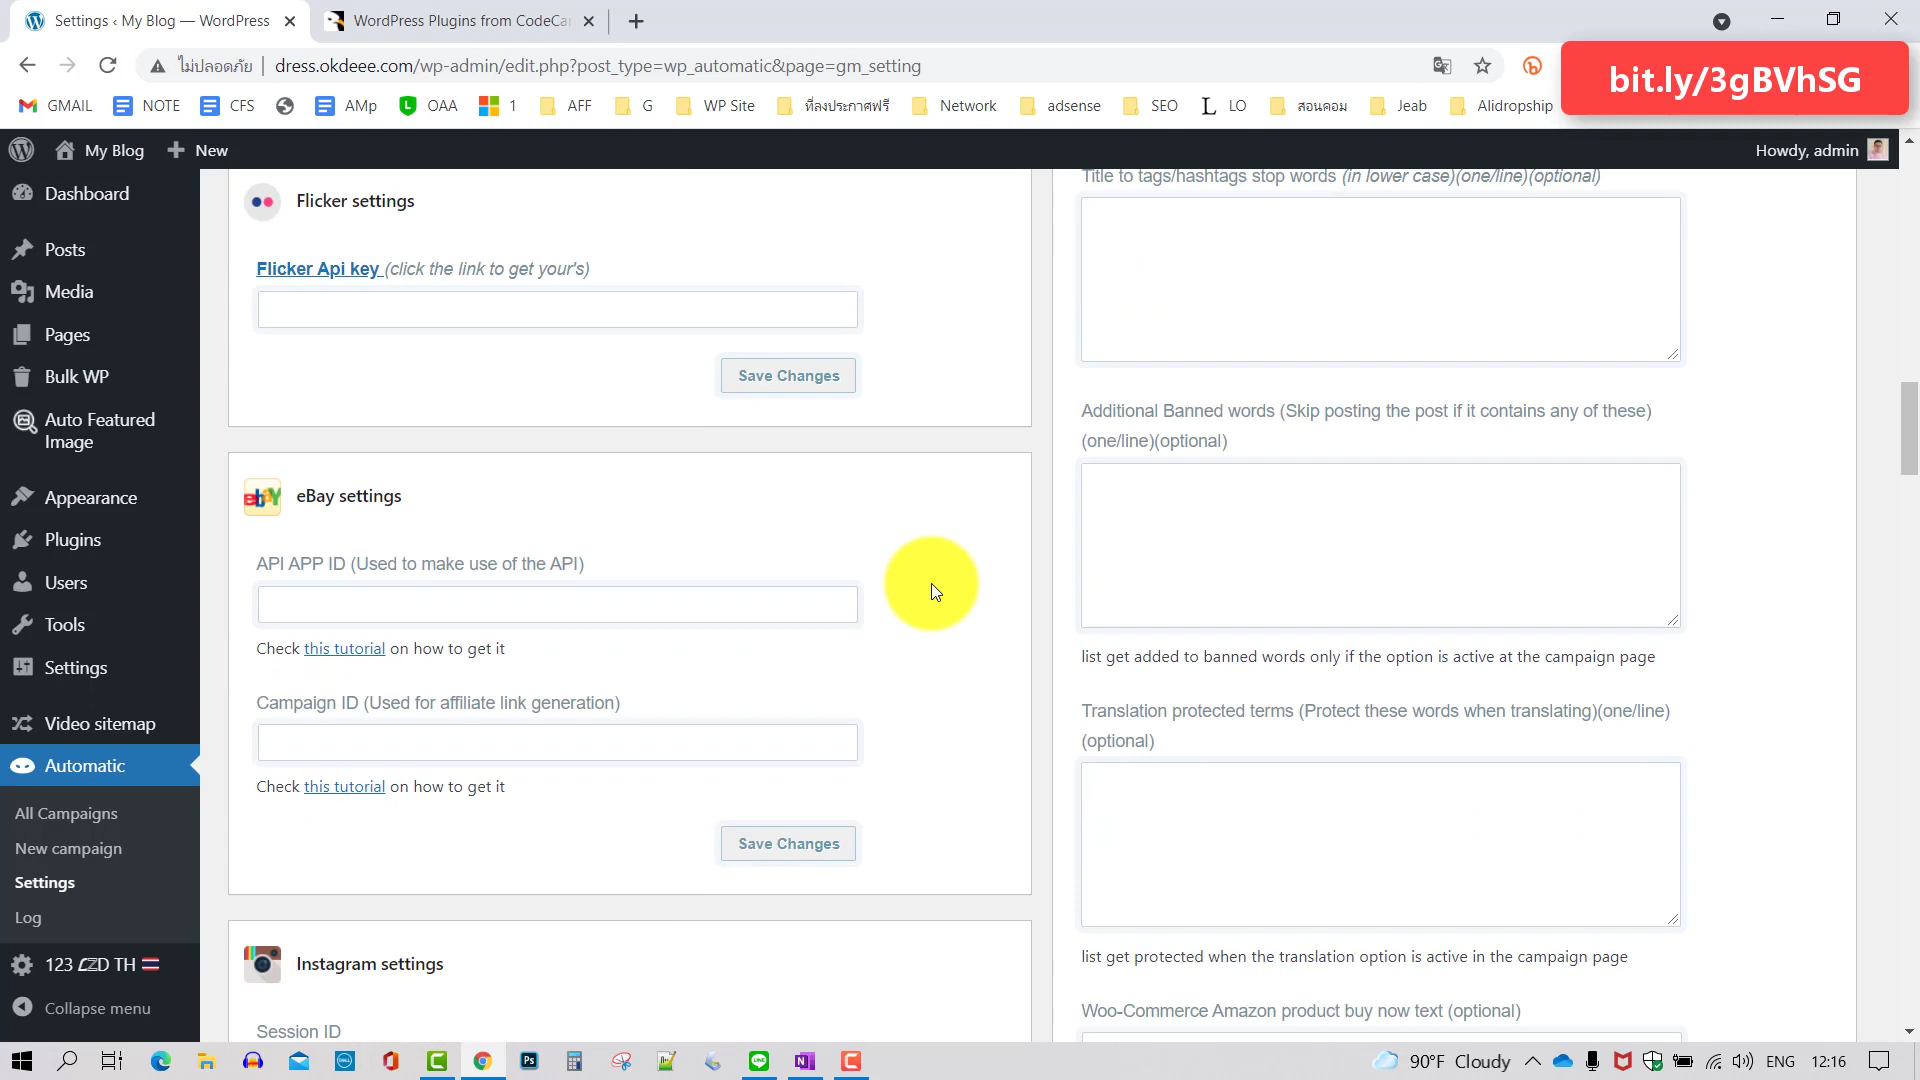 Settings ‹ My Blog — WordPress
WordPress Plugins from CodeCan
ไม่ปลอดภัย
dress.okdeee.com/wp-admin/edit.php?post_type=wp_automatic&page=gm_setting
bit.ly/3gBVhSG
GMAIL
NOTE
CFS
AMp
OAA
1
AFF
G
WP Site
ที่ลงประกาศฟรี
Network
adsense
SEO
LO
สอนคอม
Jeab
Alidropship
My Blog
New
Howdy, admin
Dashboard
Posts
Media
Pages
Bulk WP
Auto Featured
Image
Appearance
Plugins
Users
Tools
Settings
Video sitemap
Automatic
All Campaigns
New campaign
Settings
Log
Collapse menu
Flicker settings
Flicker Api key (click the link to get your's)
Save Changes
ebay
eBay settings
API APP ID (Used to make use of the API)
Check this tutorial on how to get it
Campaign ID (Used for affiliate link generation)
Check this tutorial on how to get it
Save Changes
Instagram settings
Session ID
Title to tags/hashtags stop words (in lower case)(one/line)(optional)
Additional Banned words (Skip posting the post if it contains any of these)
(one/line)(optional)
list get added to banned words only if the option is active at the campaign page
Translation protected terms (Protect these words when translating)(one/line)
(optional)
list get protected when the translation option is active in the campaign page
Woo-Commerce Amazon product buy now text (optional)
90°F Cloudy
ENG
12:16